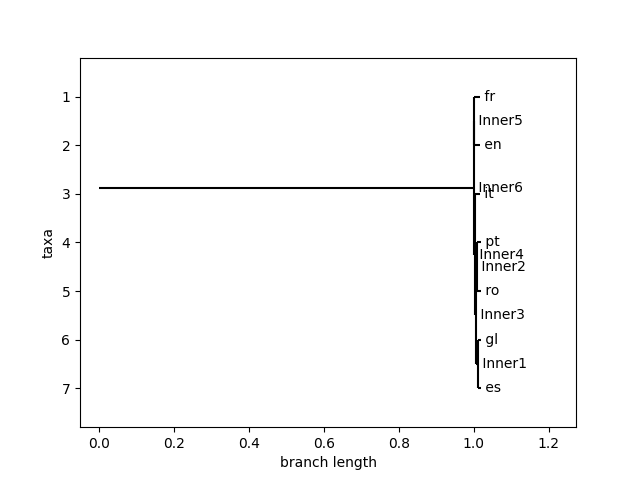 1
2
3
4
5
6
7
taxa
fr
Inner5
en
Inner6
it
pt
Inner4
Inner2
ro
Inner3
gl
Inner1
es
0.0 0.2 0.4 0.6 0.8 1.0 1.2
branch length